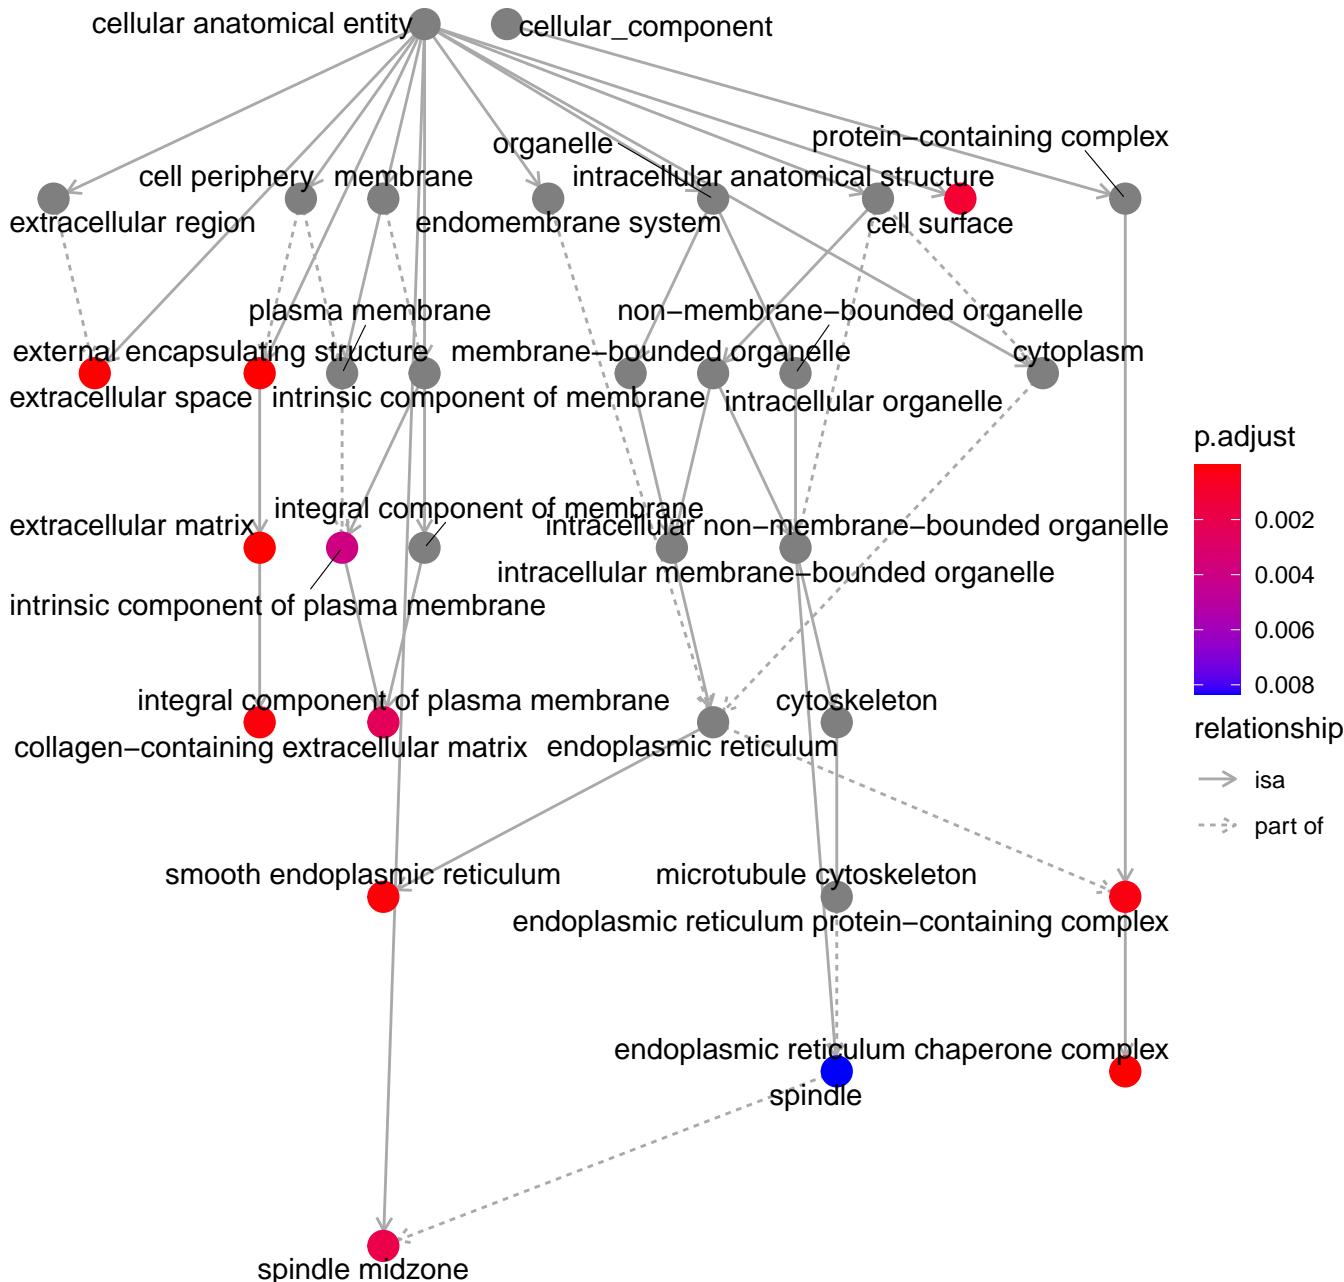 cellular anatomical entity
cellular_component
organelle
protein−containing complex
cell periphery
membrane
intracellular anatomical structure
extracellular region
endomembrane system
cell surface
plasma membrane
non−membrane−bounded organelle
external encapsulating structure
membrane−bounded organelle
cytoplasm
extracellular space
intrinsic component of membrane
intracellular organelle
p.adjust
0.002
0.004
0.006
0.008
relationship
isa
part of
integral component of membrane
extracellular matrix
intracellular non−membrane−bounded organelle
intracellular membrane−bounded organelle
intrinsic component of plasma membrane
integral component of plasma membrane
cytoskeleton
collagen−containing extracellular matrix
endoplasmic reticulum
smooth endoplasmic reticulum
microtubule cytoskeleton
endoplasmic reticulum protein−containing complex
endoplasmic reticulum chaperone complex
spindle
spindle midzone